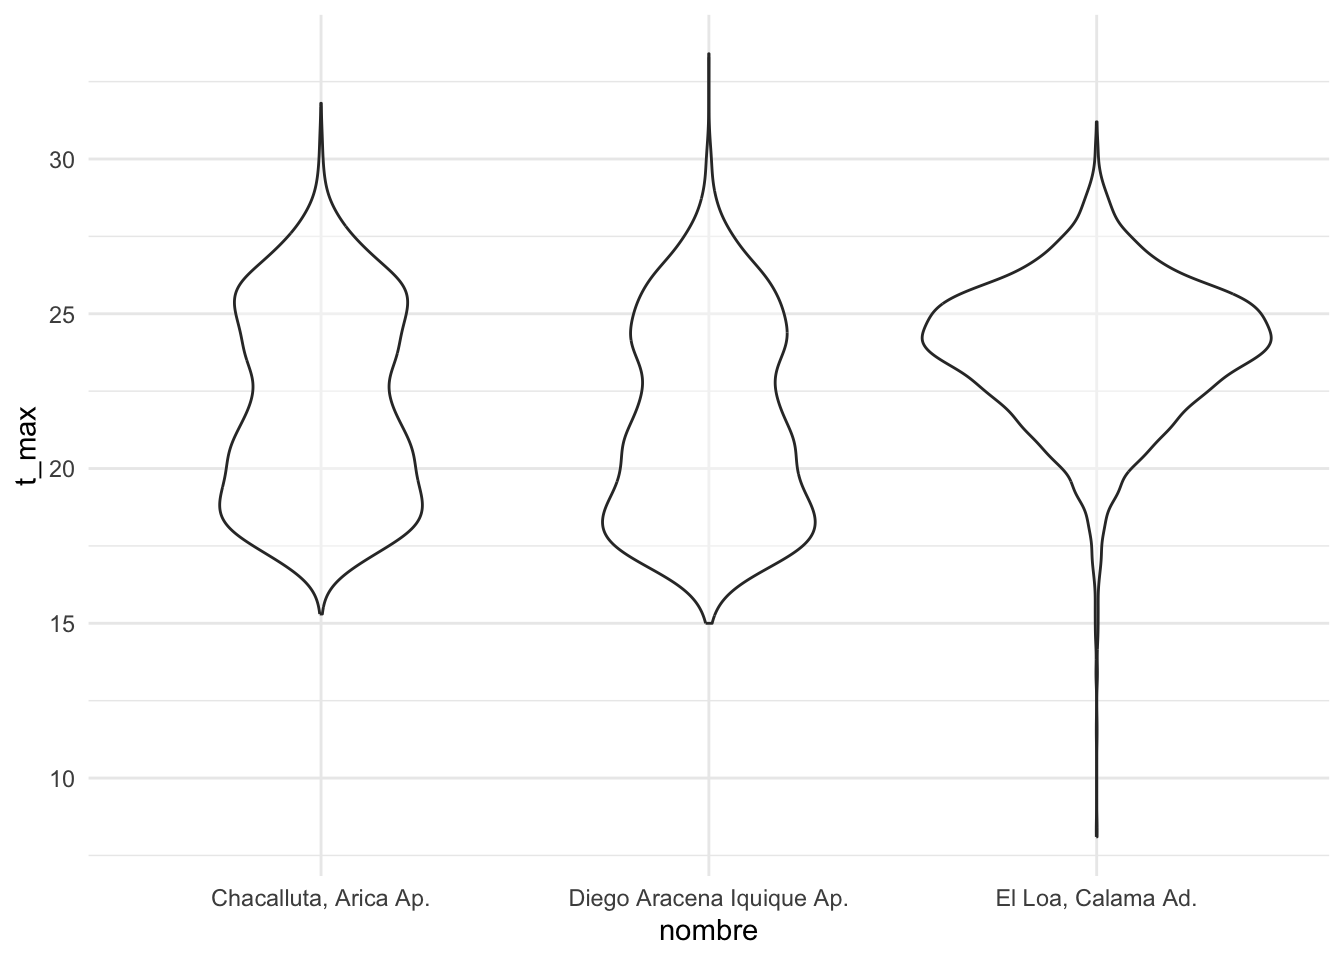 30
25
20
15
10
t_max
Chacalluta, Arica Ap.
Diego Aracena Iquique Ap.
El Loa, Calama Ad.
nombre